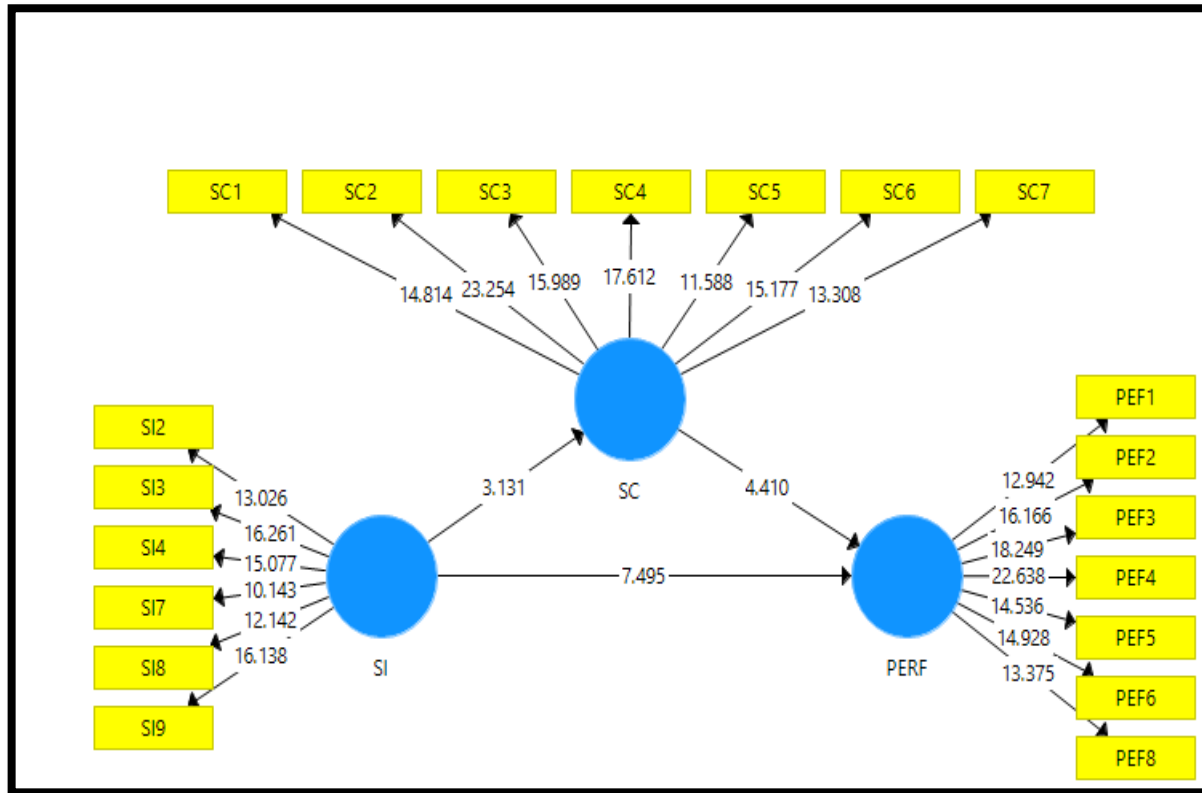 SC1 SC2 SC3 SC4 SC5 SC6 SC7
14.814 23.254 15.989 17.612 11.588 15.177 13.308
SC
SI2
SI3
SI4
SI7
SI8
SI9
13.026
16.261
15.077
10.143
12.142
16.138
SI
3.131
4.410
7.495
PERF
12.942
16.166
18.249
22.638
14.536
14.928
13.375
PEF1
PEF2
PEF3
PEF4
PEF5
PEF6
PEF8